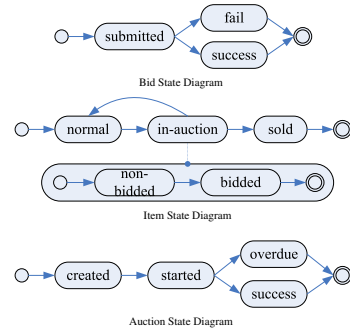 fail
submitted
success
Bid State Diagram
normal in-auction sold
non-
bidded bidded
Item State Diagram
overdue
created started
success
Auction State Diagram